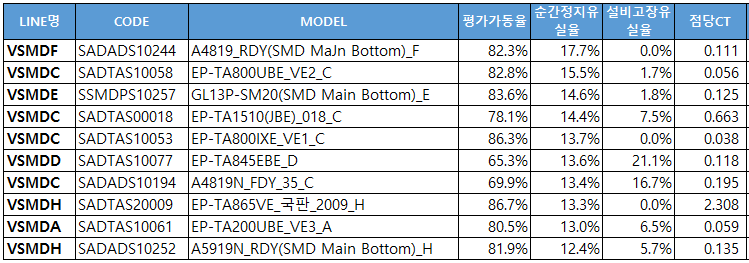 LINE명 CODE MODEL 평가가동율 순간정지유실율 설비고장유실율 점당CT
VSMDF SADADS10244 A4819_RDY(SMD MaJn Bottom)_F 82.3% 17.7% 0.0% 0.111
VSMDC SADTAS10058 EP-TA800UBE_VE2_C 82.8% 15.5% 1.7% 0.056
VSMDE SSMDPS10257 GL13P-SM20(SMD Main Bottom)_E 83.6% 14.6% 1.8% 0.125
VSMDC SADTAS00018 EP-TA1510(JBE)_018_C 78.1% 14.4% 7.5% 0.663
VSMDC SADTAS10053 EP-TA800IXE_VE1_C 86.3% 13.7% 0.0% 0.038
VSMDD SADTAS10077 EP-TA845EBE_D 65.3% 13.6% 21.1% 0.118
VSMDC SADADS10194 A4819N_FDY_35_C 69.9% 13.4% 16.7% 0.195
VSMDH SADTAS20009 EP-TA865VE_국판_2009_H 86.7% 13.3% 0.0% 2.308
VSMDA SADTAS10061 EP-TA200UBE_VE3_A 80.5% 13.0% 6.5% 0.059
VSMDH SADADS10252 A5919N_RDY(SMD Main Bottom)_H 81.9% 12.4% 5.7% 0.135